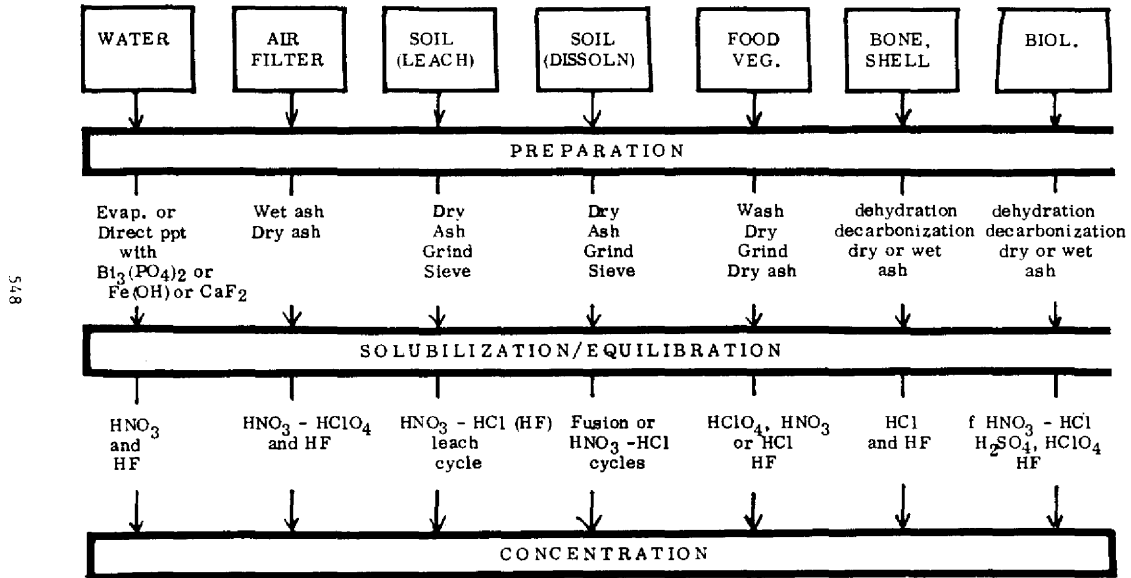 WATER
AIR
FILTER
SOIL
(LEACH)
SOIL
(DISSOLN)
FOOD
VEG.
BONE,
SHELL
BIOL.
PREPARATION
Evap. or
Direct ppt
with
Bi3(PO4)2 or
Fe(OH) or CaF2
Wet ash
Dry ash
Dry
Ash
Grind
Sieve
Dry
Ash
Grind
Sieve
Wash
Dry
Grind
Dry ash
dehydration
decarbonization
dry or wet
ash
dehydration
decarbonization
dry or wet
ash
548
SOLUBILIZATION/EQUILIBRATION
HNO3
and
HF
HNO3 - HClO4
and HF
HNO3 - HCl (HF)
leach
cycle
Fusion or
HNO3 -HCl
cycles
HClO4, HNO3
or HCl
HF
HCl
and HF
f HNO3 - HCl
H2SO4, HClO4
HF
CONCENTRATION